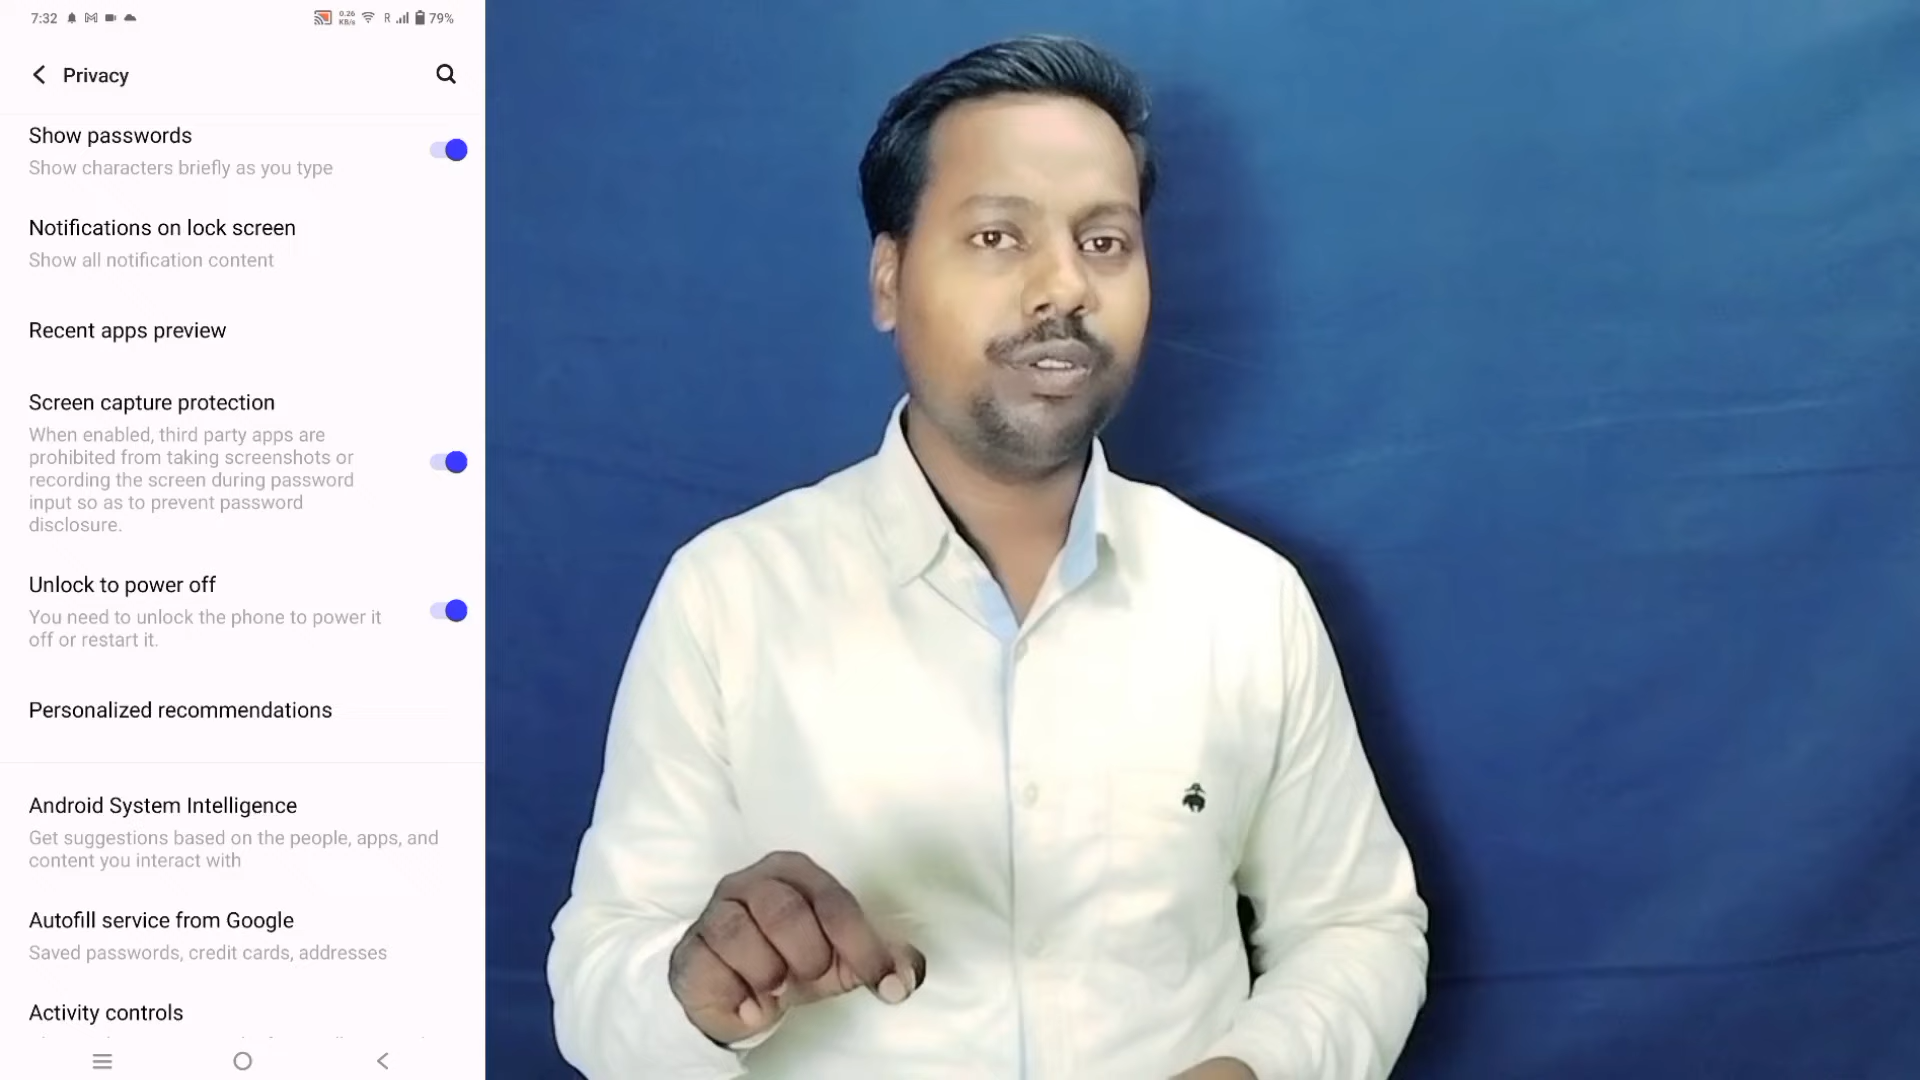 7:32
0.26
KB/s
R
79%
Privacy
Show passwords
Show characters briefly as you type
Notifications on lock screen
Show all notification content
Recent apps preview
Screen capture protection
When enabled, third party apps are
prohibited from taking screenshots or
recording the screen during password
input so as to prevent password
disclosure.
Unlock to power off
You need to unlock the phone to power it
off or restart it.
Personalized recommendations
Android System Intelligence
Get suggestions based on the people, apps, and
content you interact with
Autofill service from Google
Saved passwords, credit cards, addresses
Activity controls